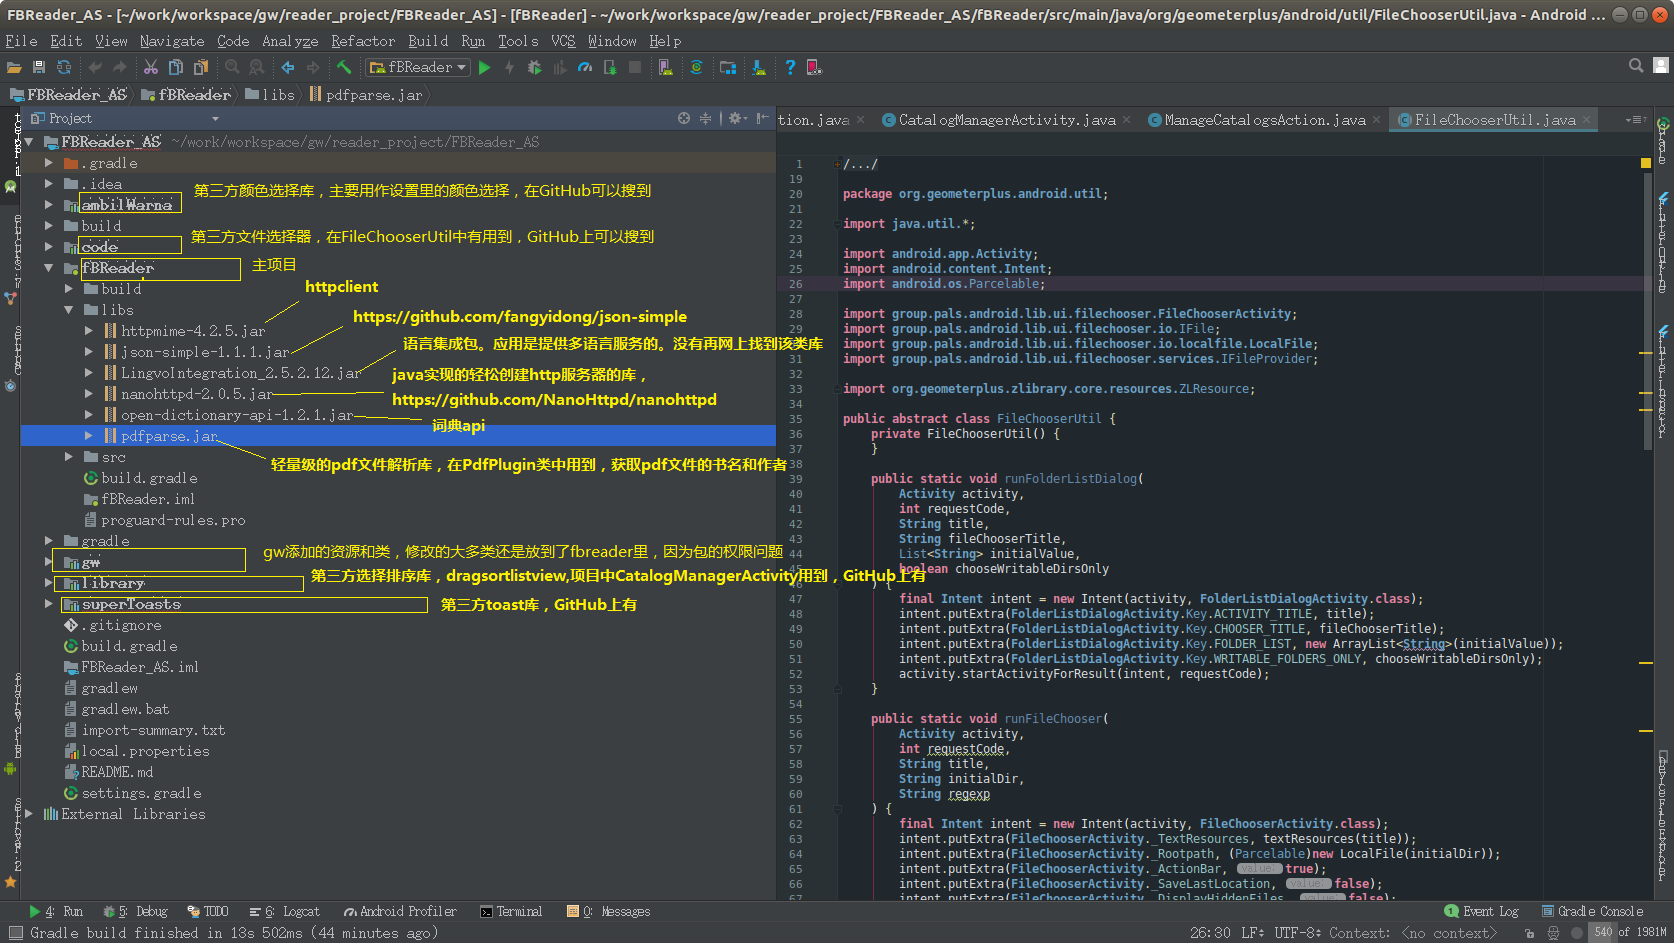 FBReader_AS - [~/work/workspace/gw/reader_project/FBReader_AS] - [fBReader] - ~/work/workspace/gw/reader_project/FBReader_AS/fBReader/src/main/java/org/geometerplus/android/util/FileChooserUtil.java - Android ...
File Edit View Navigate Code Analyze Refactor Build Run Tools VCS Window Help
fBReader
FBReader_AS fBReader libs pdfparse.jar
Project
FBReader_AS ~/work/workspace/gw/reader_project/FBReader_AS
.gradle
.idea
第三方颜色选择库，主要用作设置里的颜色选择，在GitHub可以搜到
ambilWarna
build
第三方文件选择器，在FileChooserUtil中有用到，GitHub上可以搜到
code
fBReader 主项目
build
httpclient
libs
https://github.com/fangyidong/json-simple
httpmime-4.2.5.jar
语言集成包。应用是提供多语言服务的。没有再网上找到该类库
json-simple-1.1.1.jar
LingvoIntegration_2.5.2.12.jar
java实现的轻松创建http服务器的库，
https://github.com/NanoHttpd/nanohttpd
nanohttpd-2.0.5.jar
open-dictionary-api-1.2.1.jar
词典api
pdfparse.jar
轻量级的pdf文件解析库，在PdfPlugin类中用到，获取pdf文件的书名和作者
src
build.gradle
fBReader.iml
proguard-rules.pro
gradle
gw添加的资源和类，修改的大多类还是放到了fbreader里，因为包的权限问题
gw
第三方选择排序库，dragsortlistview,项目中CatalogManagerActivity用到，GitHub上有
library
superToasts 第三方toast库，GitHub上有
.gitignore
build.gradle
FBReader_AS.iml
gradlew
gradlew.bat
import-summary.txt
local.properties
README.md
settings.gradle
External Libraries
tion.java CatalogManagerActivity.java ManageCatalogsAction.java FileChooserUtil.java
1 /.../
19
20 package org.geometerplus.android.util;
21
22 import java.util.*;
23
24 import android.app.Activity;
25 import android.content.Intent;
26 import android.os.Parcelable;
27
28 import group.pals.android.lib.ui.filechooser.FileChooserActivity;
29 import group.pals.android.lib.ui.filechooser.io.IFile;
30 import group.pals.android.lib.ui.filechooser.io.localfile.LocalFile;
31 import group.pals.android.lib.ui.filechooser.services.IFileProvider;
32
33 import org.geometerplus.zlibrary.core.resources.ZLResource;
34
35 public abstract class FileChooserUtil {
36 private FileChooserUtil() {
37 }
38
39 public static void runFolderListDialog(
40 Activity activity,
41 int requestCode,
42 String title,
43 String chooserTitle,
44 List<String> initialValue,
45 boolean chooseWritableDirsOnly
) {
47 final Intent intent = new Intent(activity, FolderListDialogActivity.class);
48 intent.putExtra(FolderListDialogActivity.Key.ACTIVITY_TITLE, title);
49 intent.putExtra(FolderListDialogActivity.Key.CHOOSER_TITLE, fileChooserTitle);
50 intent.putExtra(FolderListDialogActivity.Key.FOLDER_LIST, new ArrayList<String>(initialValue));
51 intent.putExtra(FolderListDialogActivity.Key.WRITABLE_FOLDERS_ONLY, chooseWritableDirsOnly);
52 activity.startActivityForResult(intent, requestCode);
53 }
54
55 public static void runFileChooser(
56 Activity activity,
57 int requestCode,
58 String title,
59 String initialDir,
60 String regexp
61 ) {
62 final Intent intent = new Intent(activity, FileChooserActivity.class);
63 intent.putExtra(FileChooserActivity._TextResources, textResources(title));
64 intent.putExtra(FileChooserActivity._Rootpath, (Parcelable)new LocalFile(initialDir));
65 intent.putExtra(FileChooserActivity._ActionBar, value: true);
66 intent.putExtra(FileChooserActivity._SaveLastLocation, value: false);
67 intent.putExtra(FileChooserActivity._DisplayHiddenFiles, value: false);
4: Run 5: Debug TODO 6: Logcat Android Profiler Terminal 0: Messages 1 Event Log Gradle Console
Gradle build finished in 13s 502ms (44 minutes ago) 26:30 LF UTF-8 Context: <no context> 540 of 1981M